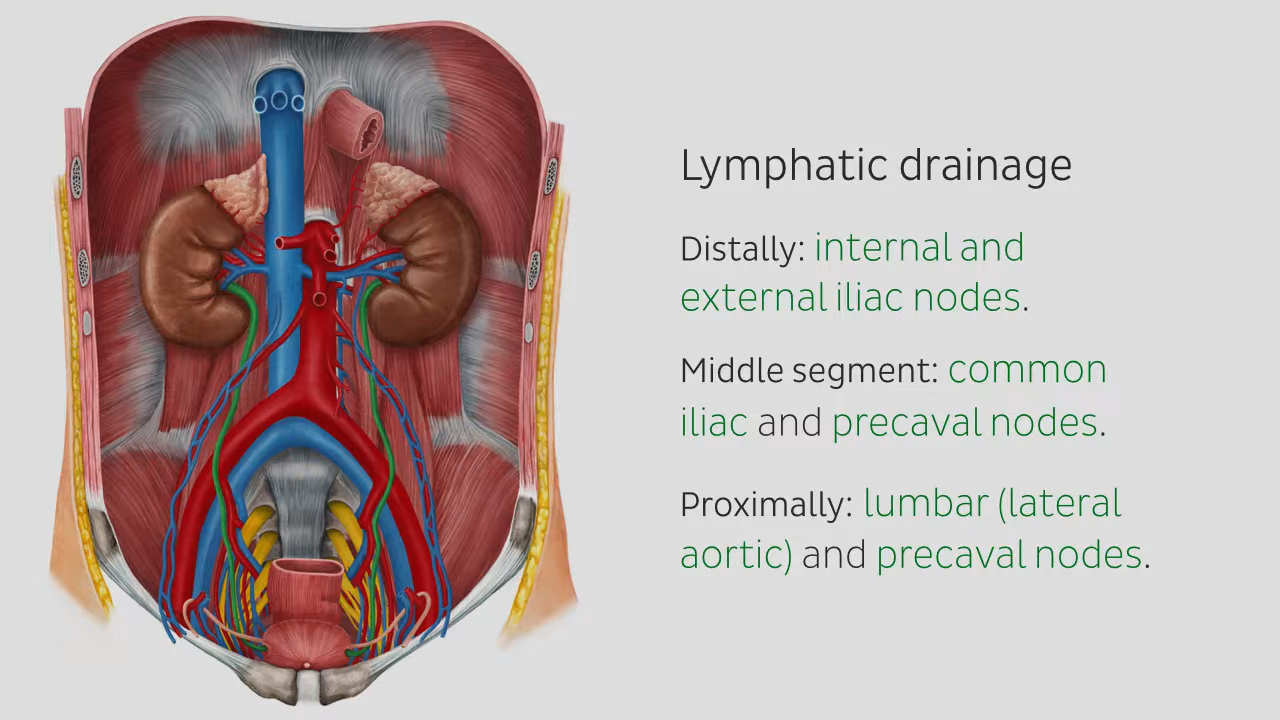 Lymphatic drainage
Distally: internal and
external iliac nodes.
Middle segment: common
iliac and precaval nodes.
Proximally: lumbar (lateral
aortic) and precaval nodes.